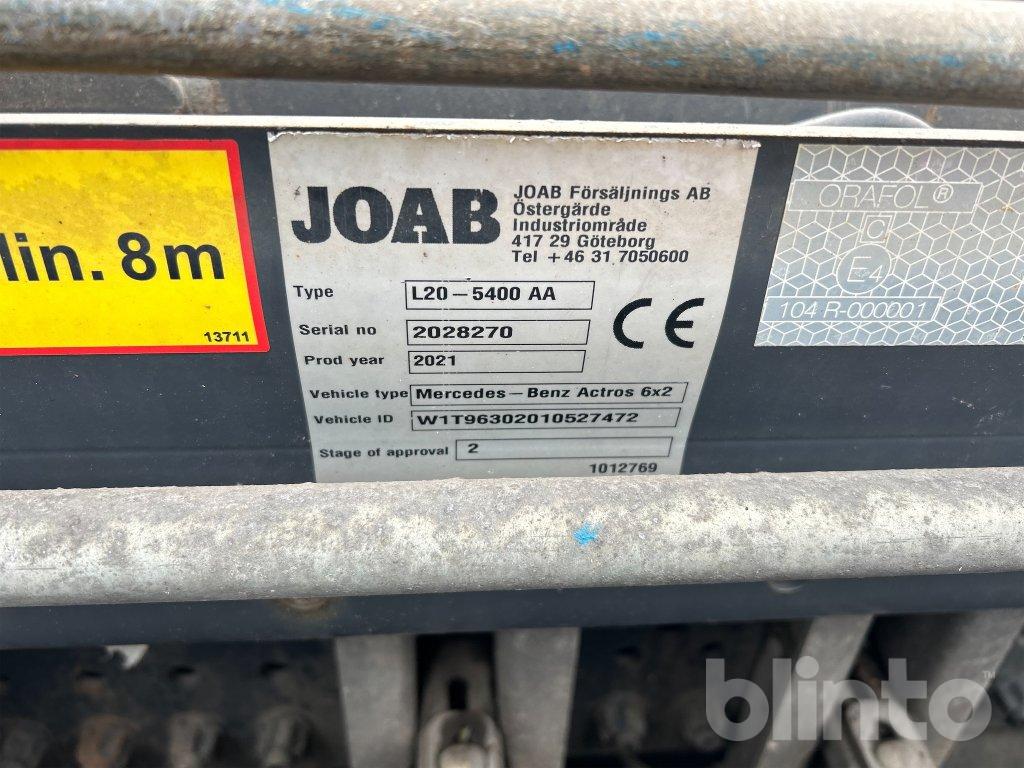 lin. 8m
13711
JOAB
JOAB Försäljnings AB
Östergärde
Industriområde
417 29 Göteborg
Tel +46 31 7050600
Type L20-5400 AA
Serial no 2028270
Prod year 2021
CE
Vehicle type Mercedes-Benz Actros 6x2
Vehicle ID W1T96302010527472
Stage of approval 2
1012769
ORAFOL®
C
E4
104 R-000001
blinto™